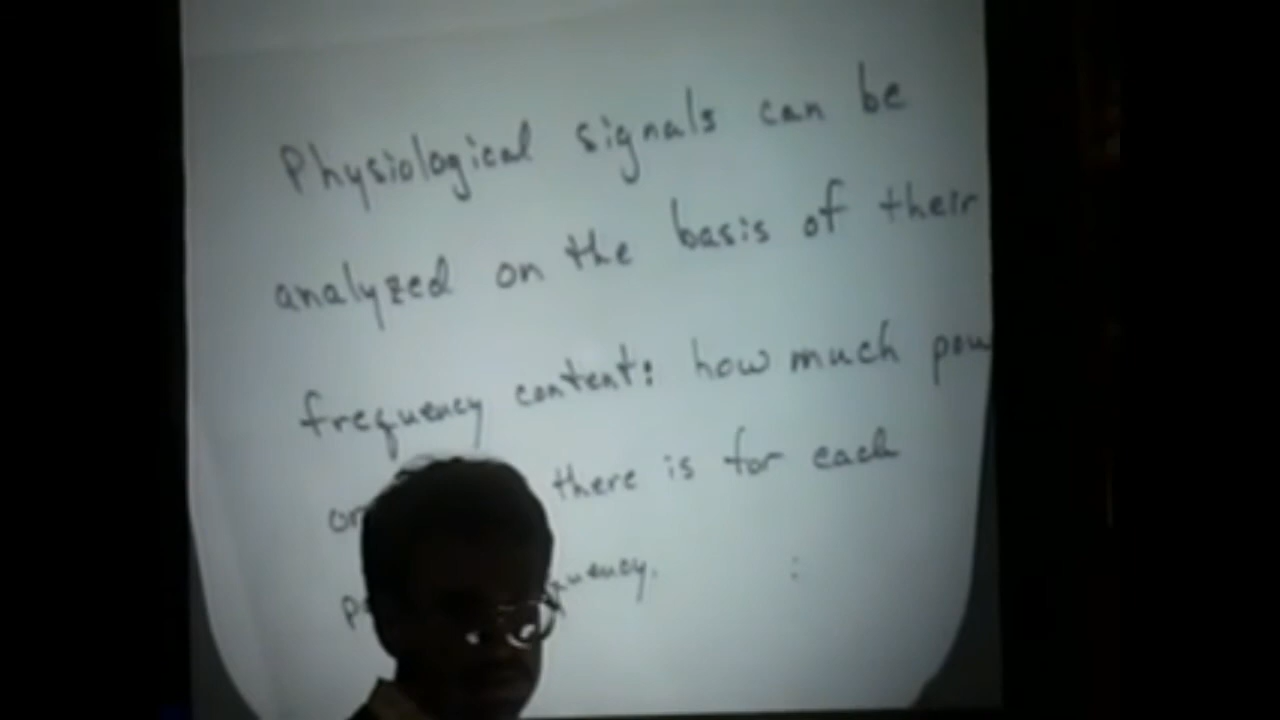 Physiological signals can be
analyzed on the basis of their
frequency content: how much pow
or there is for each